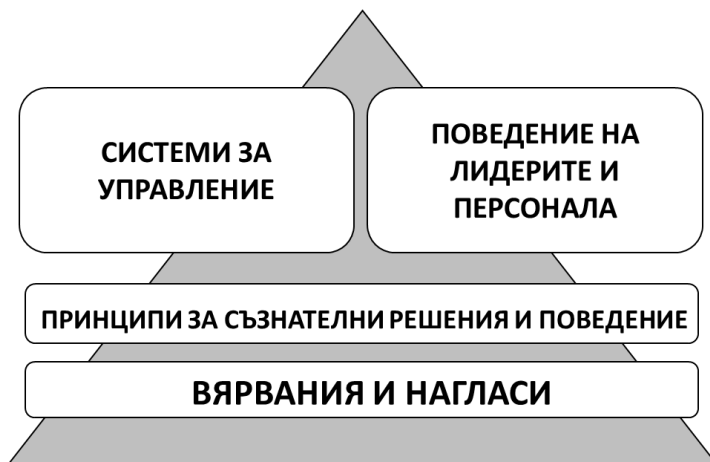 СИСТЕМИ ЗА
УПРАВЛЕНИЕ
ПОВЕДЕНИЕ НА
ЛИДЕРИТЕ И
ПЕРСОНАЛА
ПРИНЦИПИ ЗА СЪЗНАТЕЛНИ РЕШЕНИЯ И ПОВЕДЕНИЕ
ВЯРВАНИЯ И НАГЛАСИ